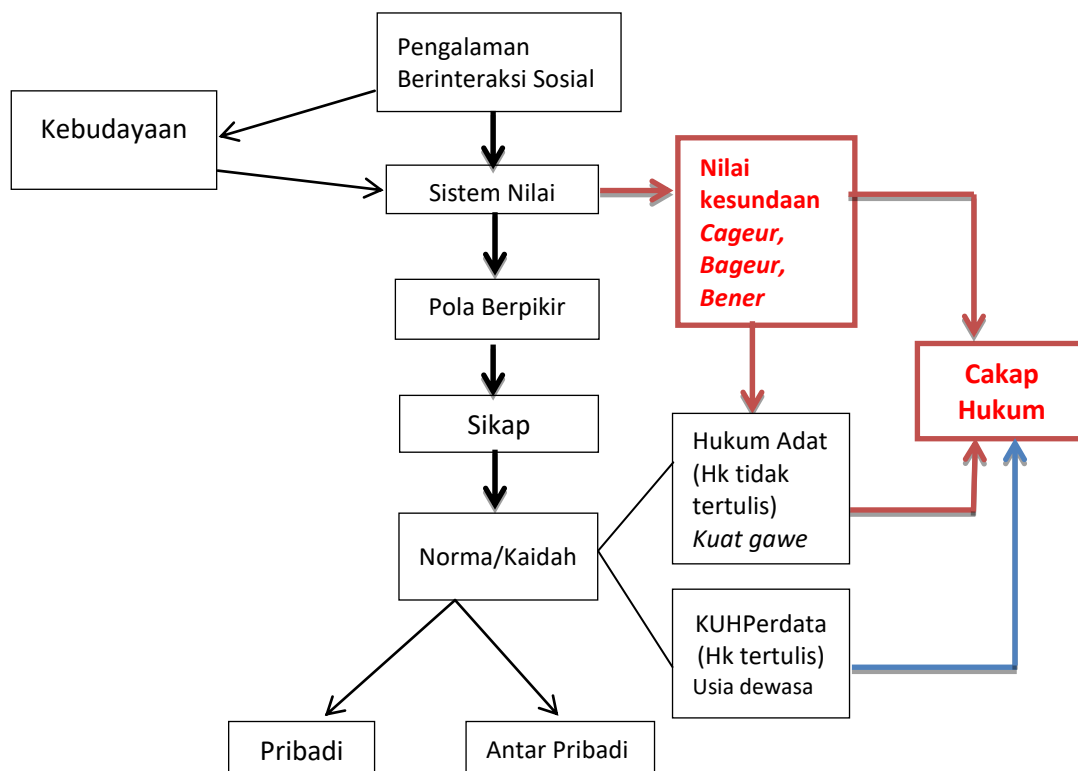 Pengalaman
Berinteraksi Sosial
Kebudayaan
Sistem Nilai
Nilai
kesundaan
Cageur,
Bageur,
Bener
Pola Berpikir
Cakap
Hukum
Sikap
Hukum Adat
(Hk tidak
tertulis)
Kuat gawe
Norma/Kaidah
KUHPerdata
(Hk tertulis)
Usia dewasa
Pribadi
Antar Pribadi